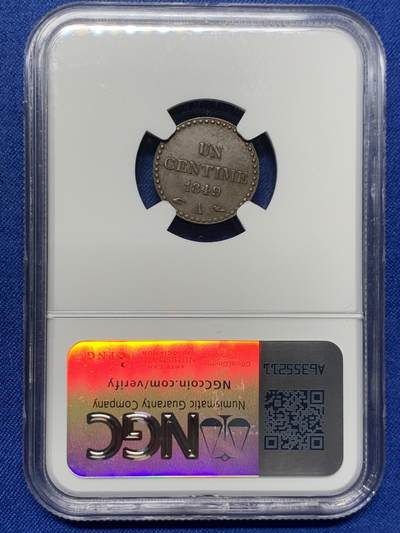 UN
CENTIME
1849
A
NGCcoin.com/verify
Numismatic Guaranty Company
NGC